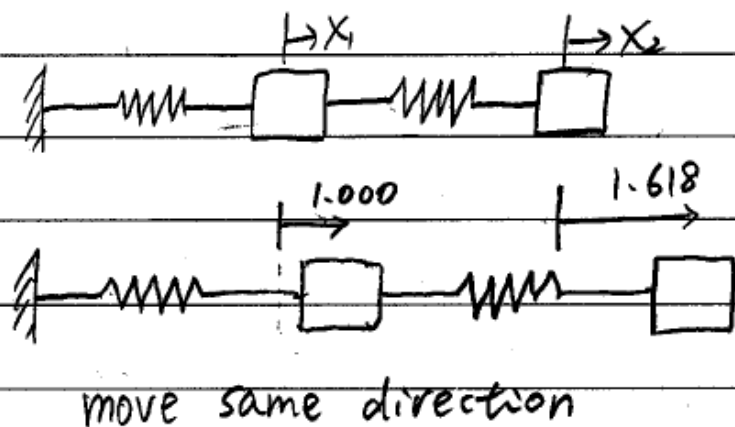 x₁ x₂
1.000 1.618
move same direction